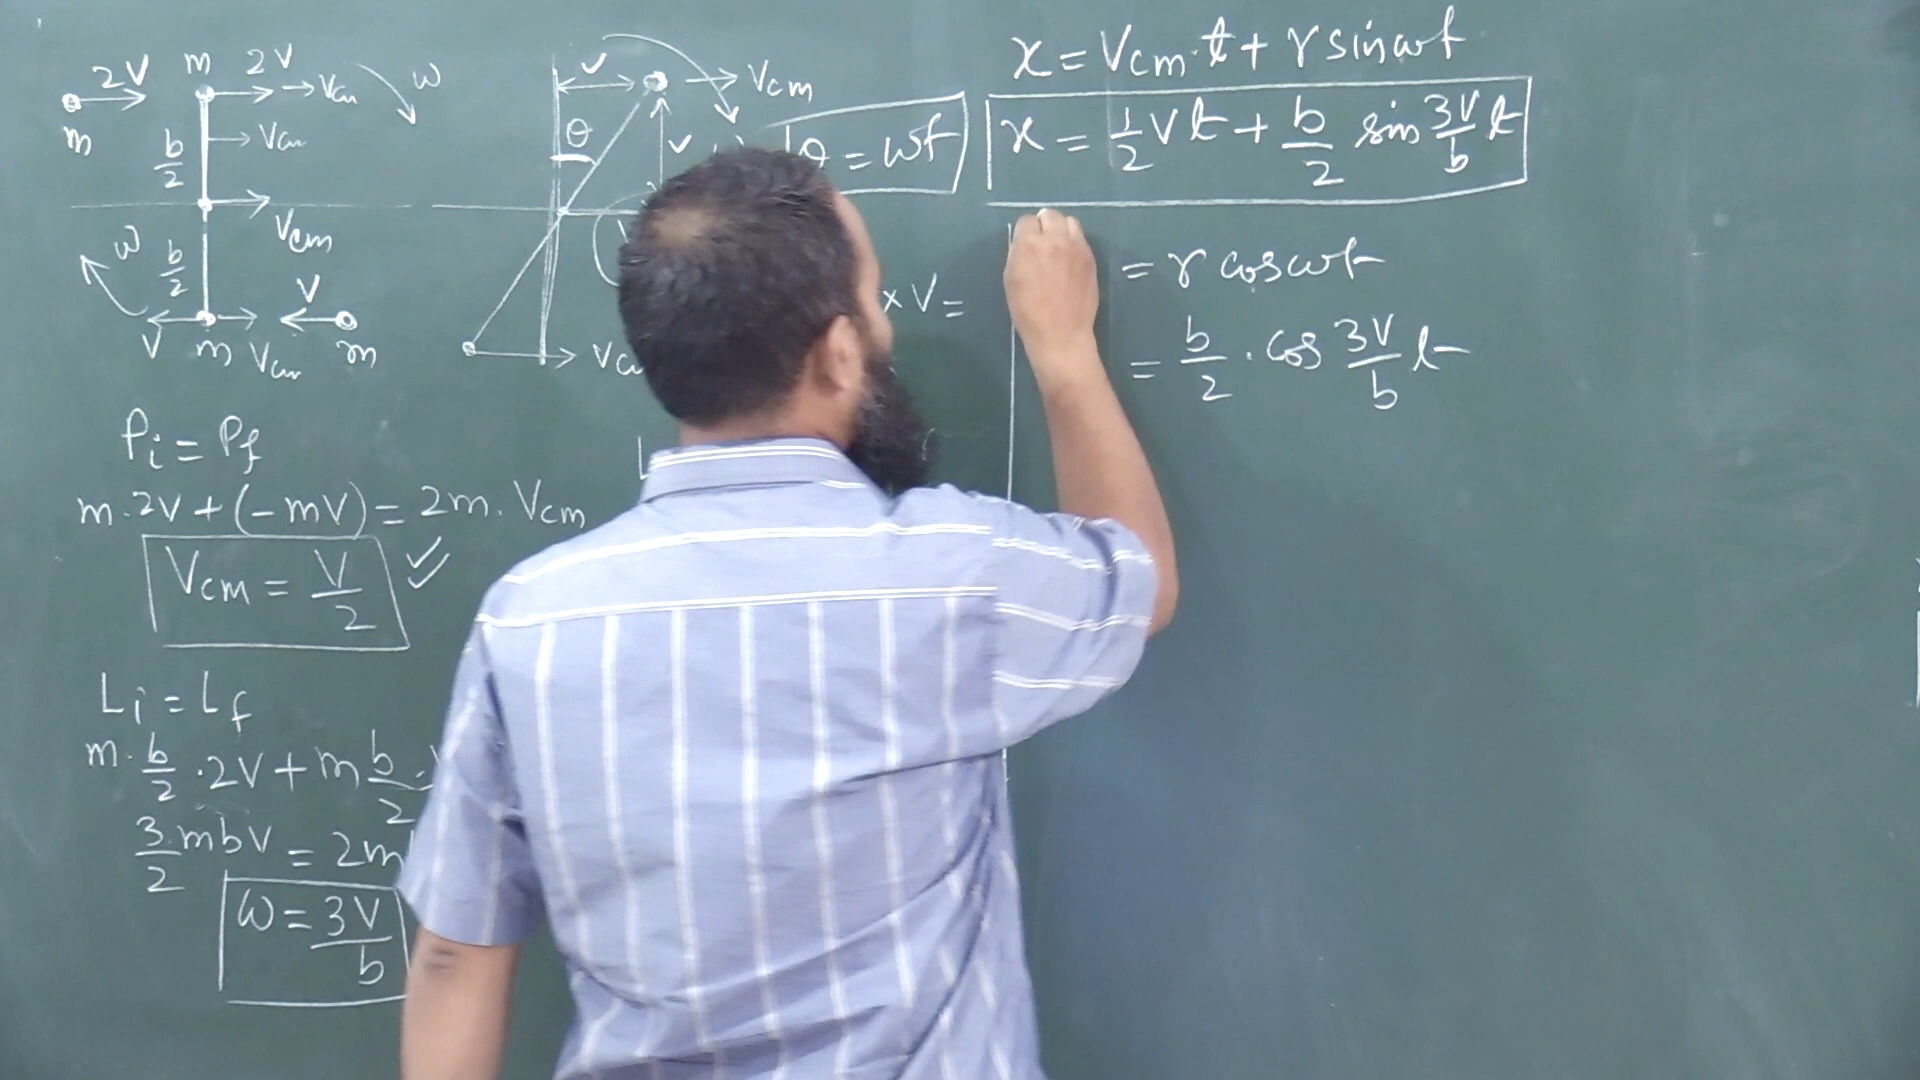 2V
m
m
2V
Vcm
ω
b/2
Vcm
ω
b/2
Vcm
V
V
m
Vcm
m
Vcm
θ
= ωt
Pi = Pf
m.2V + (-mV) = 2m. Vcm
Vcm = V/2
Li = Lf
m. b/2 .2V + m b/2 .
3/2 mbV = 2m
ω = 3V/b
× V =
x = Vcm.t + r sin ωt
x = 1/2 Vt + b/2 sin 3V/b t
= r cos ωt
= b/2 . cos 3V/b t